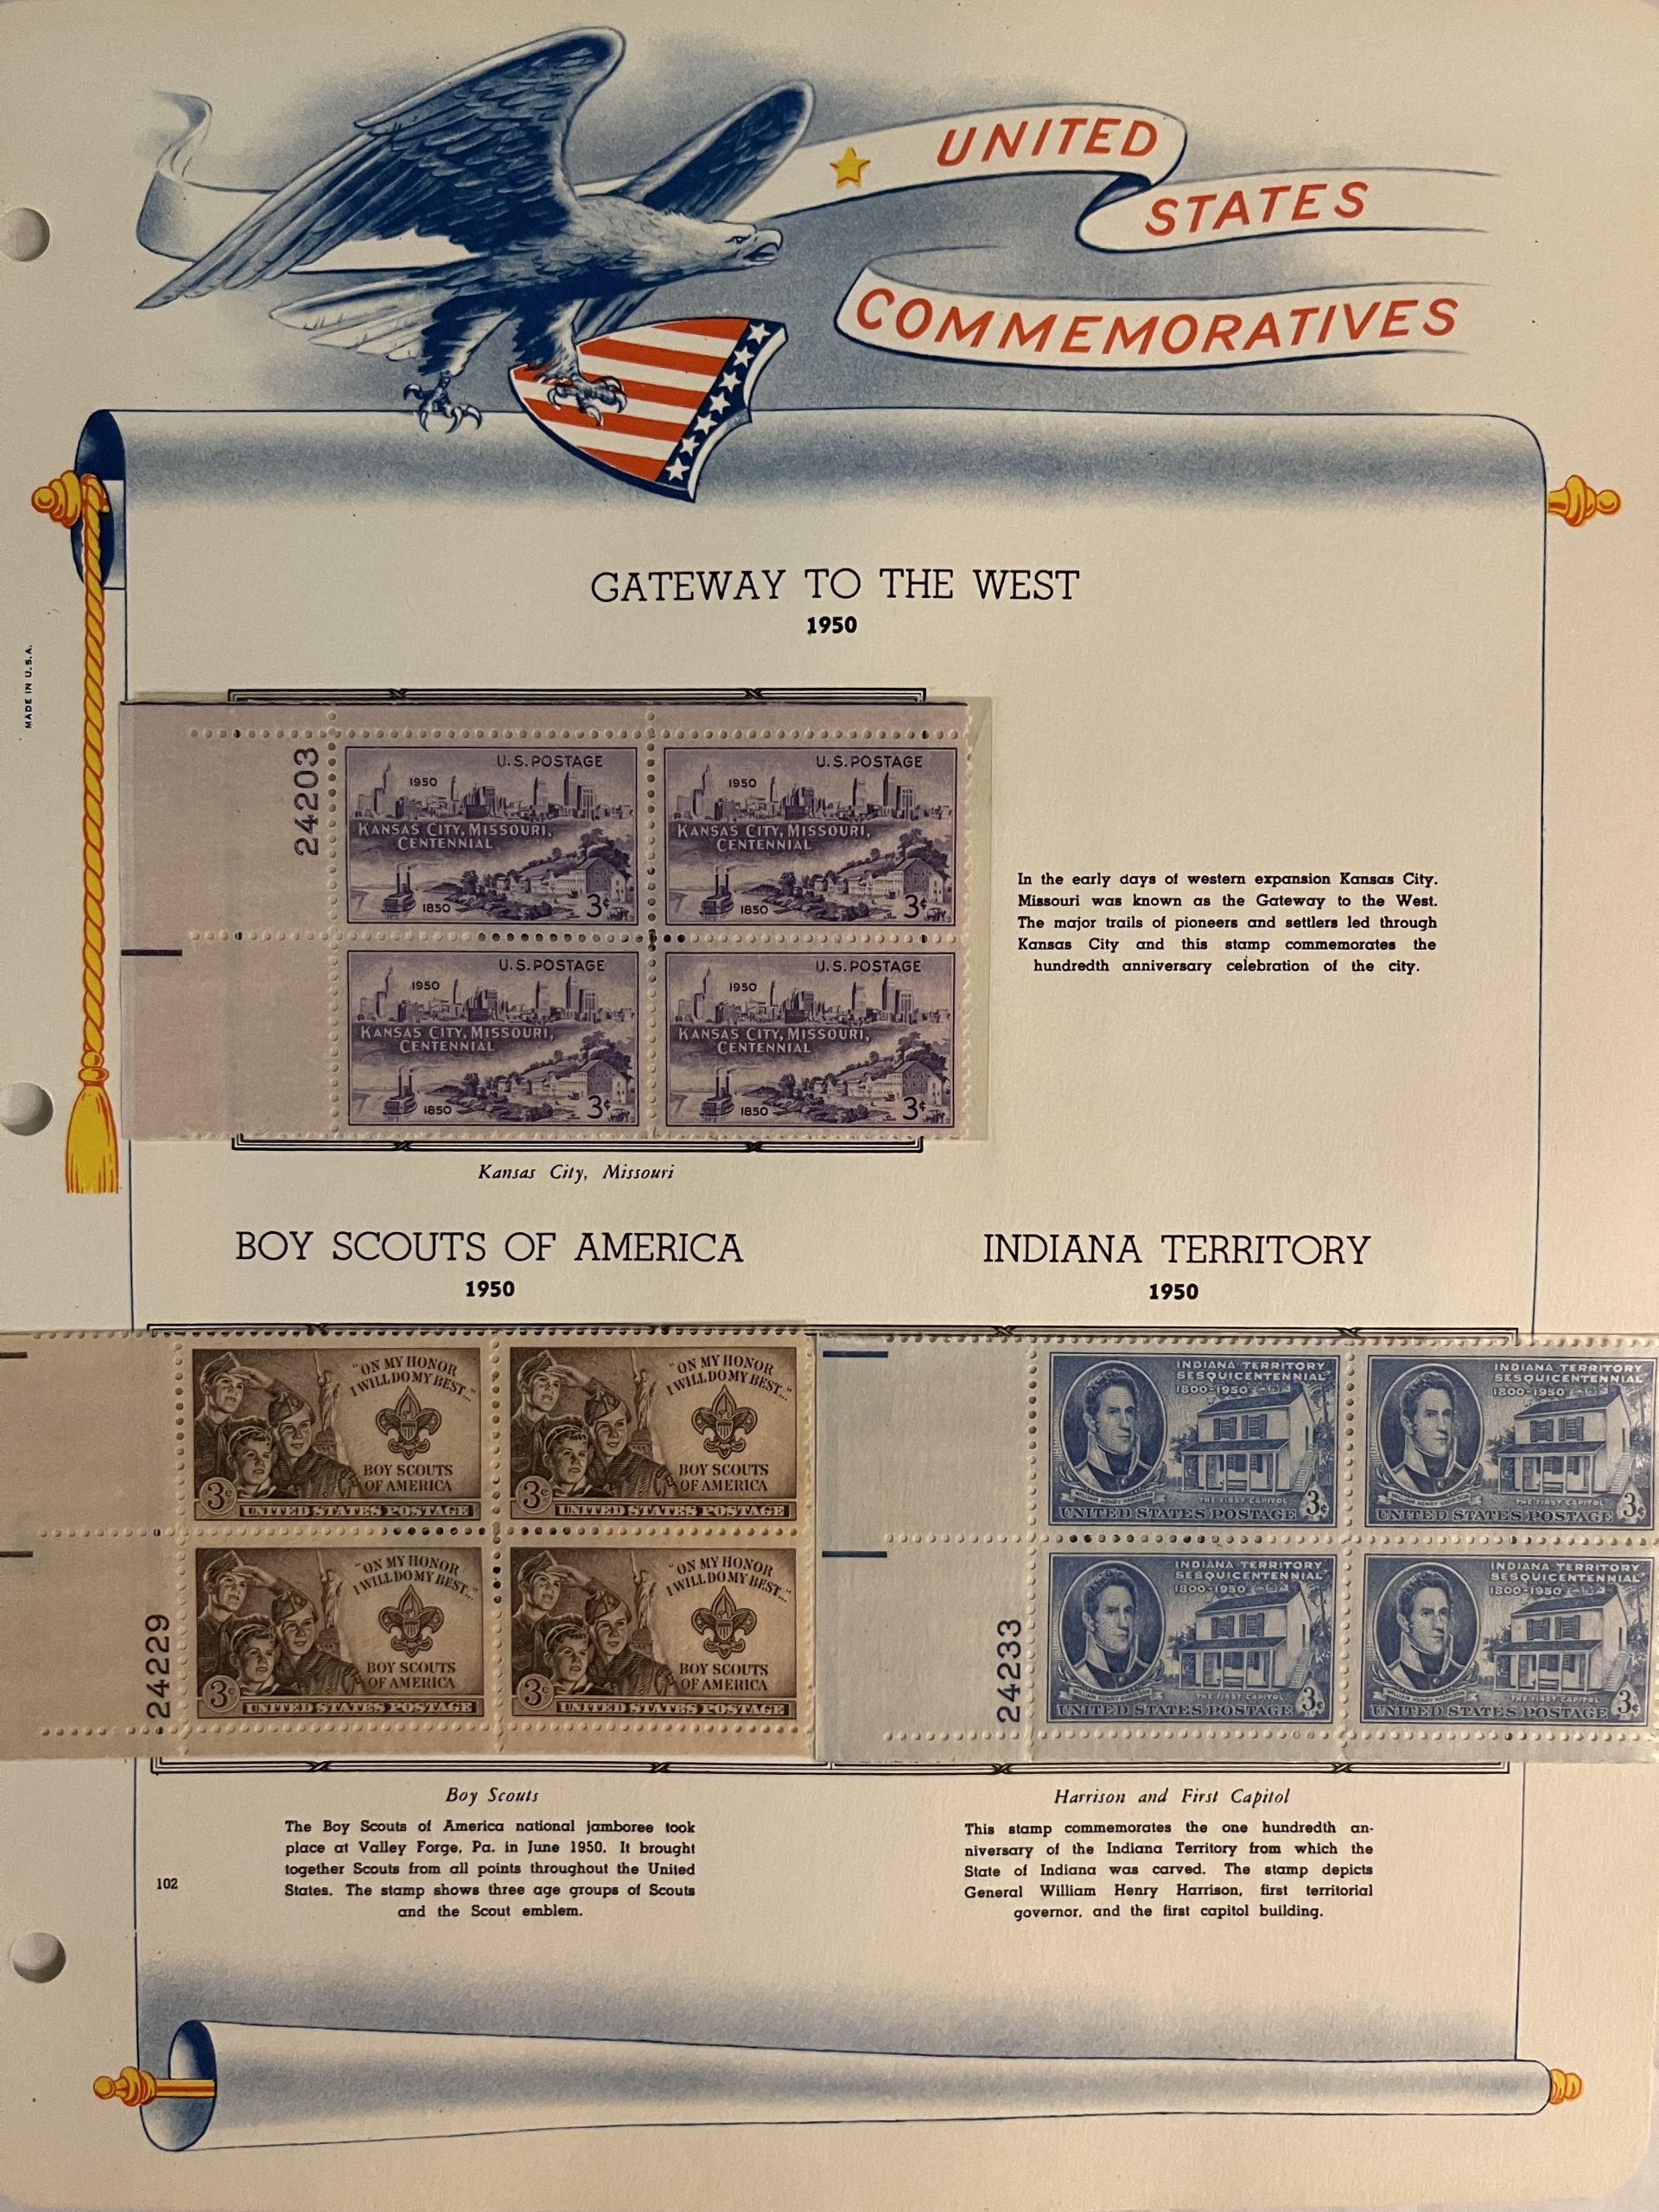 UNITED
STATES
COMMEMORATIVES
GATEWAY TO THE WEST
1950
MADE IN U.S.A.
24203
U.S. POSTAGE
1950
KANSAS CITY, MISSOURI,
CENTENNIAL
1850
3¢
U.S. POSTAGE
1950
KANSAS CITY, MISSOURI,
CENTENNIAL
1850
3¢
U.S. POSTAGE
1950
KANSAS CITY, MISSOURI,
CENTENNIAL
1850
3¢
U.S. POSTAGE
1950
KANSAS CITY, MISSOURI,
CENTENNIAL
1850
3¢
In the early days of western expansion Kansas City.
Missouri was known as the Gateway to the West.
The major trails of pioneers and settlers led through
Kansas City and this stamp commemorates the
hundredth anniversary celebration of the city.
Kansas City, Missouri
BOY SCOUTS OF AMERICA
1950
"ON MY HONOR
I WILL DO MY BEST..."
BOY SCOUTS
OF AMERICA
3¢
UNITED STATES POSTAGE
"ON MY HONOR
I WILL DO MY BEST..."
BOY SCOUTS
OF AMERICA
3¢
UNITED STATES POSTAGE
24229
"ON MY HONOR
I WILL DO MY BEST..."
BOY SCOUTS
OF AMERICA
3¢
UNITED STATES POSTAGE
"ON MY HONOR
I WILL DO MY BEST..."
BOY SCOUTS
OF AMERICA
3¢
UNITED STATES POSTAGE
Boy Scouts
The Boy Scouts of America national jamboree took
place at Valley Forge, Pa. in June 1950. It brought
together Scouts from all points throughout the United
States. The stamp shows three age groups of Scouts
and the Scout emblem.
102
INDIANA TERRITORY
1950
INDIANA TERRITORY
SESQUICENTENNIAL
1800-1950
WILLIAM HENRY HARRISON
THE FIRST CAPITOL
3¢
UNITED STATES POSTAGE
INDIANA TERRITORY
SESQUICENTENNIAL
1800-1950
WILLIAM HENRY HARRISON
THE FIRST CAPITOL
3¢
UNITED STATES POSTAGE
24233
INDIANA TERRITORY
SESQUICENTENNIAL
1800-1950
WILLIAM HENRY HARRISON
THE FIRST CAPITOL
3¢
UNITED STATES POSTAGE
INDIANA TERRITORY
SESQUICENTENNIAL
1800-1950
WILLIAM HENRY HARRISON
THE FIRST CAPITOL
3¢
UNITED STATES POSTAGE
Harrison and First Capitol
This stamp commemorates the one hundredth an-
niversary of the Indiana Territory from which the
State of Indiana was carved. The stamp depicts
General William Henry Harrison, first territorial
governor, and the first capitol building.